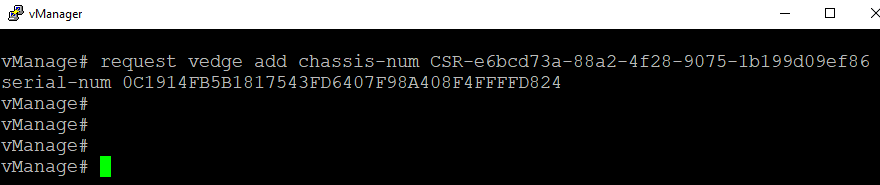 vManager
vManage# request vedge add chassis-num CSR-e6bcd73a-88a2-4f28-9075-1b199d09ef86
serial-num 0C1914FB5B1817543FD6407F98A408F4FFFFD824
vManage#
vManage#
vManage#
vManage#